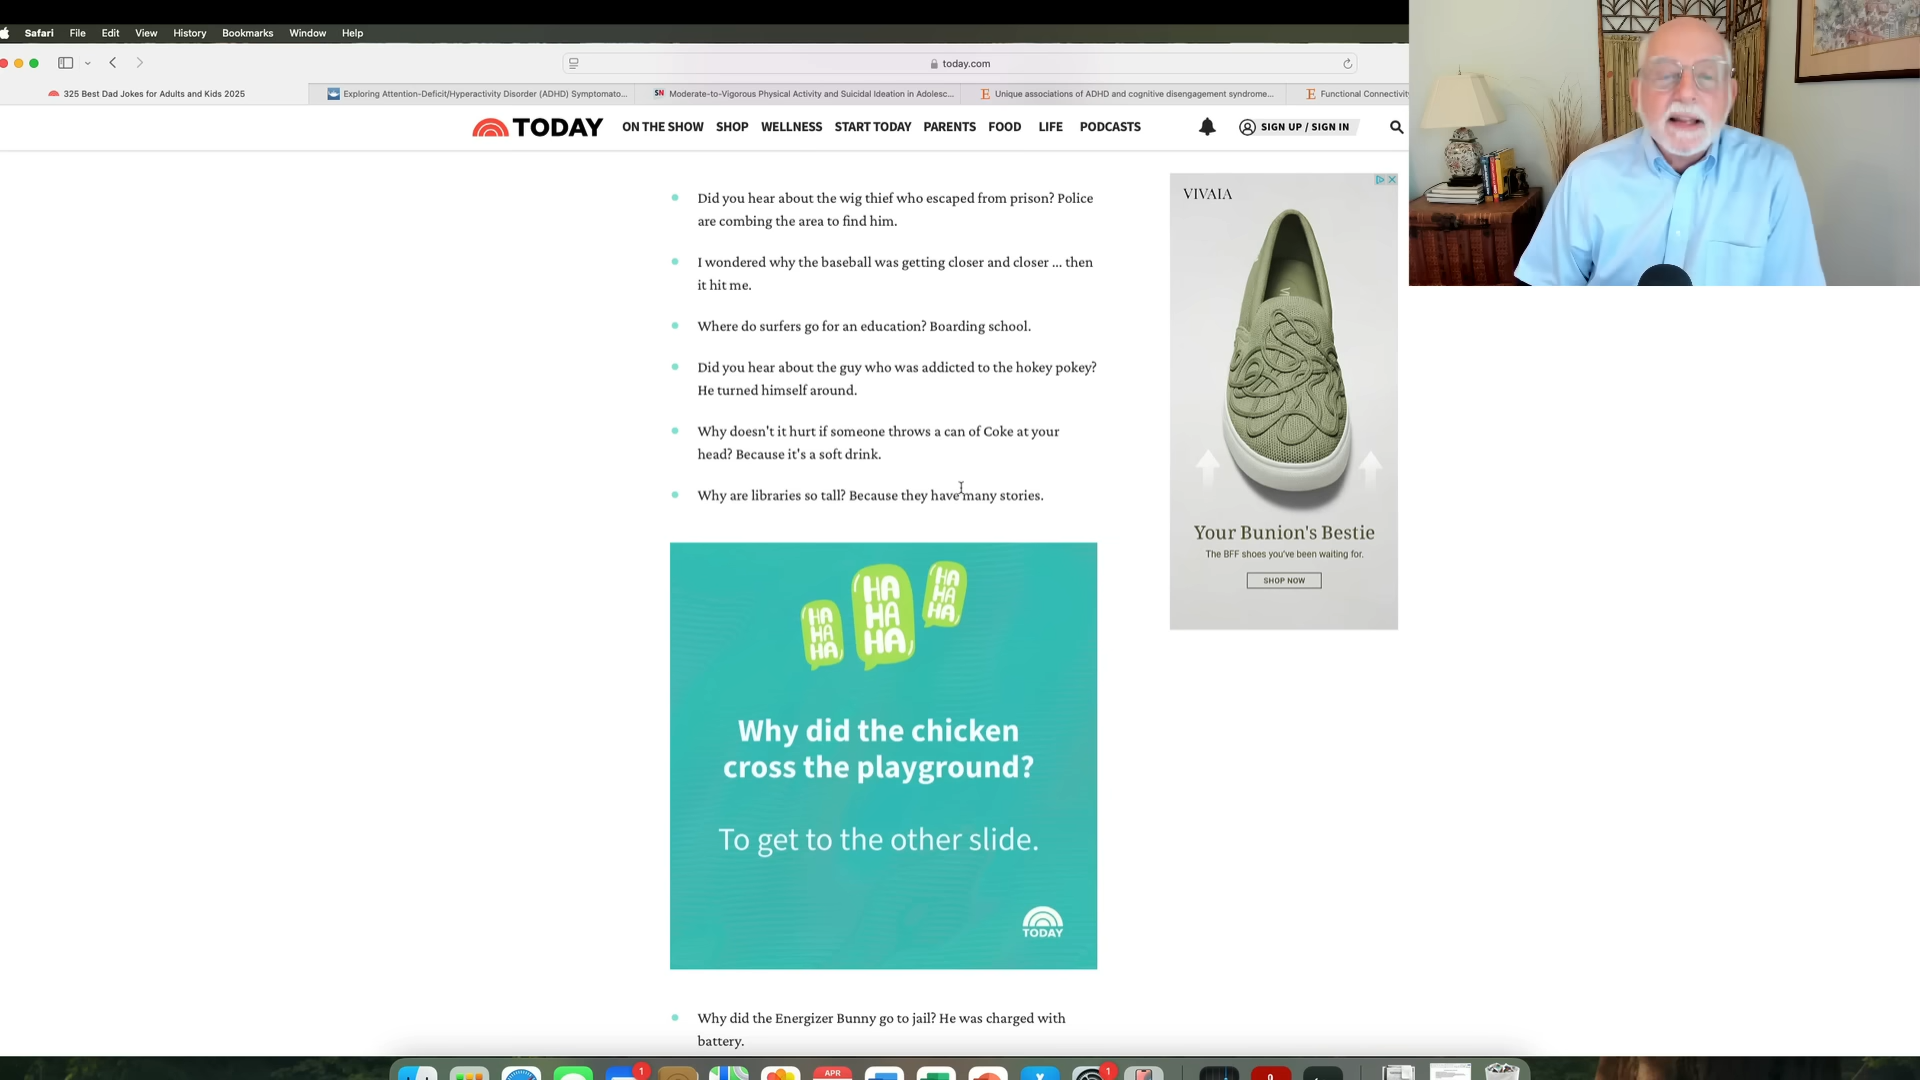 Safari File Edit View History Bookmarks Window Help
today.com
325 Best Dad Jokes for Adults and Kids 2025
Exploring Attention-Deficit/Hyperactivity Disorder (ADHD) Symptomato...
SN Moderate-to-Vigorous Physical Activity and Suicidal Ideation in Adolesc...
E Unique associations of ADHD and cognitive disengagement syndrome...
E Functional Connectivity
TODAY ON THE SHOW SHOP WELLNESS START TODAY PARENTS FOOD LIFE PODCASTS SIGN UP / SIGN IN
Did you hear about the wig thief who escaped from prison? Police
are combing the area to find him.
I wondered why the baseball was getting closer and closer ... then
it hit me.
Where do surfers go for an education? Boarding school.
Did you hear about the guy who was addicted to the hokey pokey?
He turned himself around.
Why doesn't it hurt if someone throws a can of Coke at your
head? Because it's a soft drink.
Why are libraries so tall? Because they have many stories.
HA HA HA
HA HA HA
HA HA HA
Why did the chicken
cross the playground?
To get to the other slide.
TODAY
Why did the Energizer Bunny go to jail? He was charged with
battery.
VIVAIA
Your Bunion's Bestie
The BFF shoes you've been waiting for.
SHOP NOW
1
APR
1